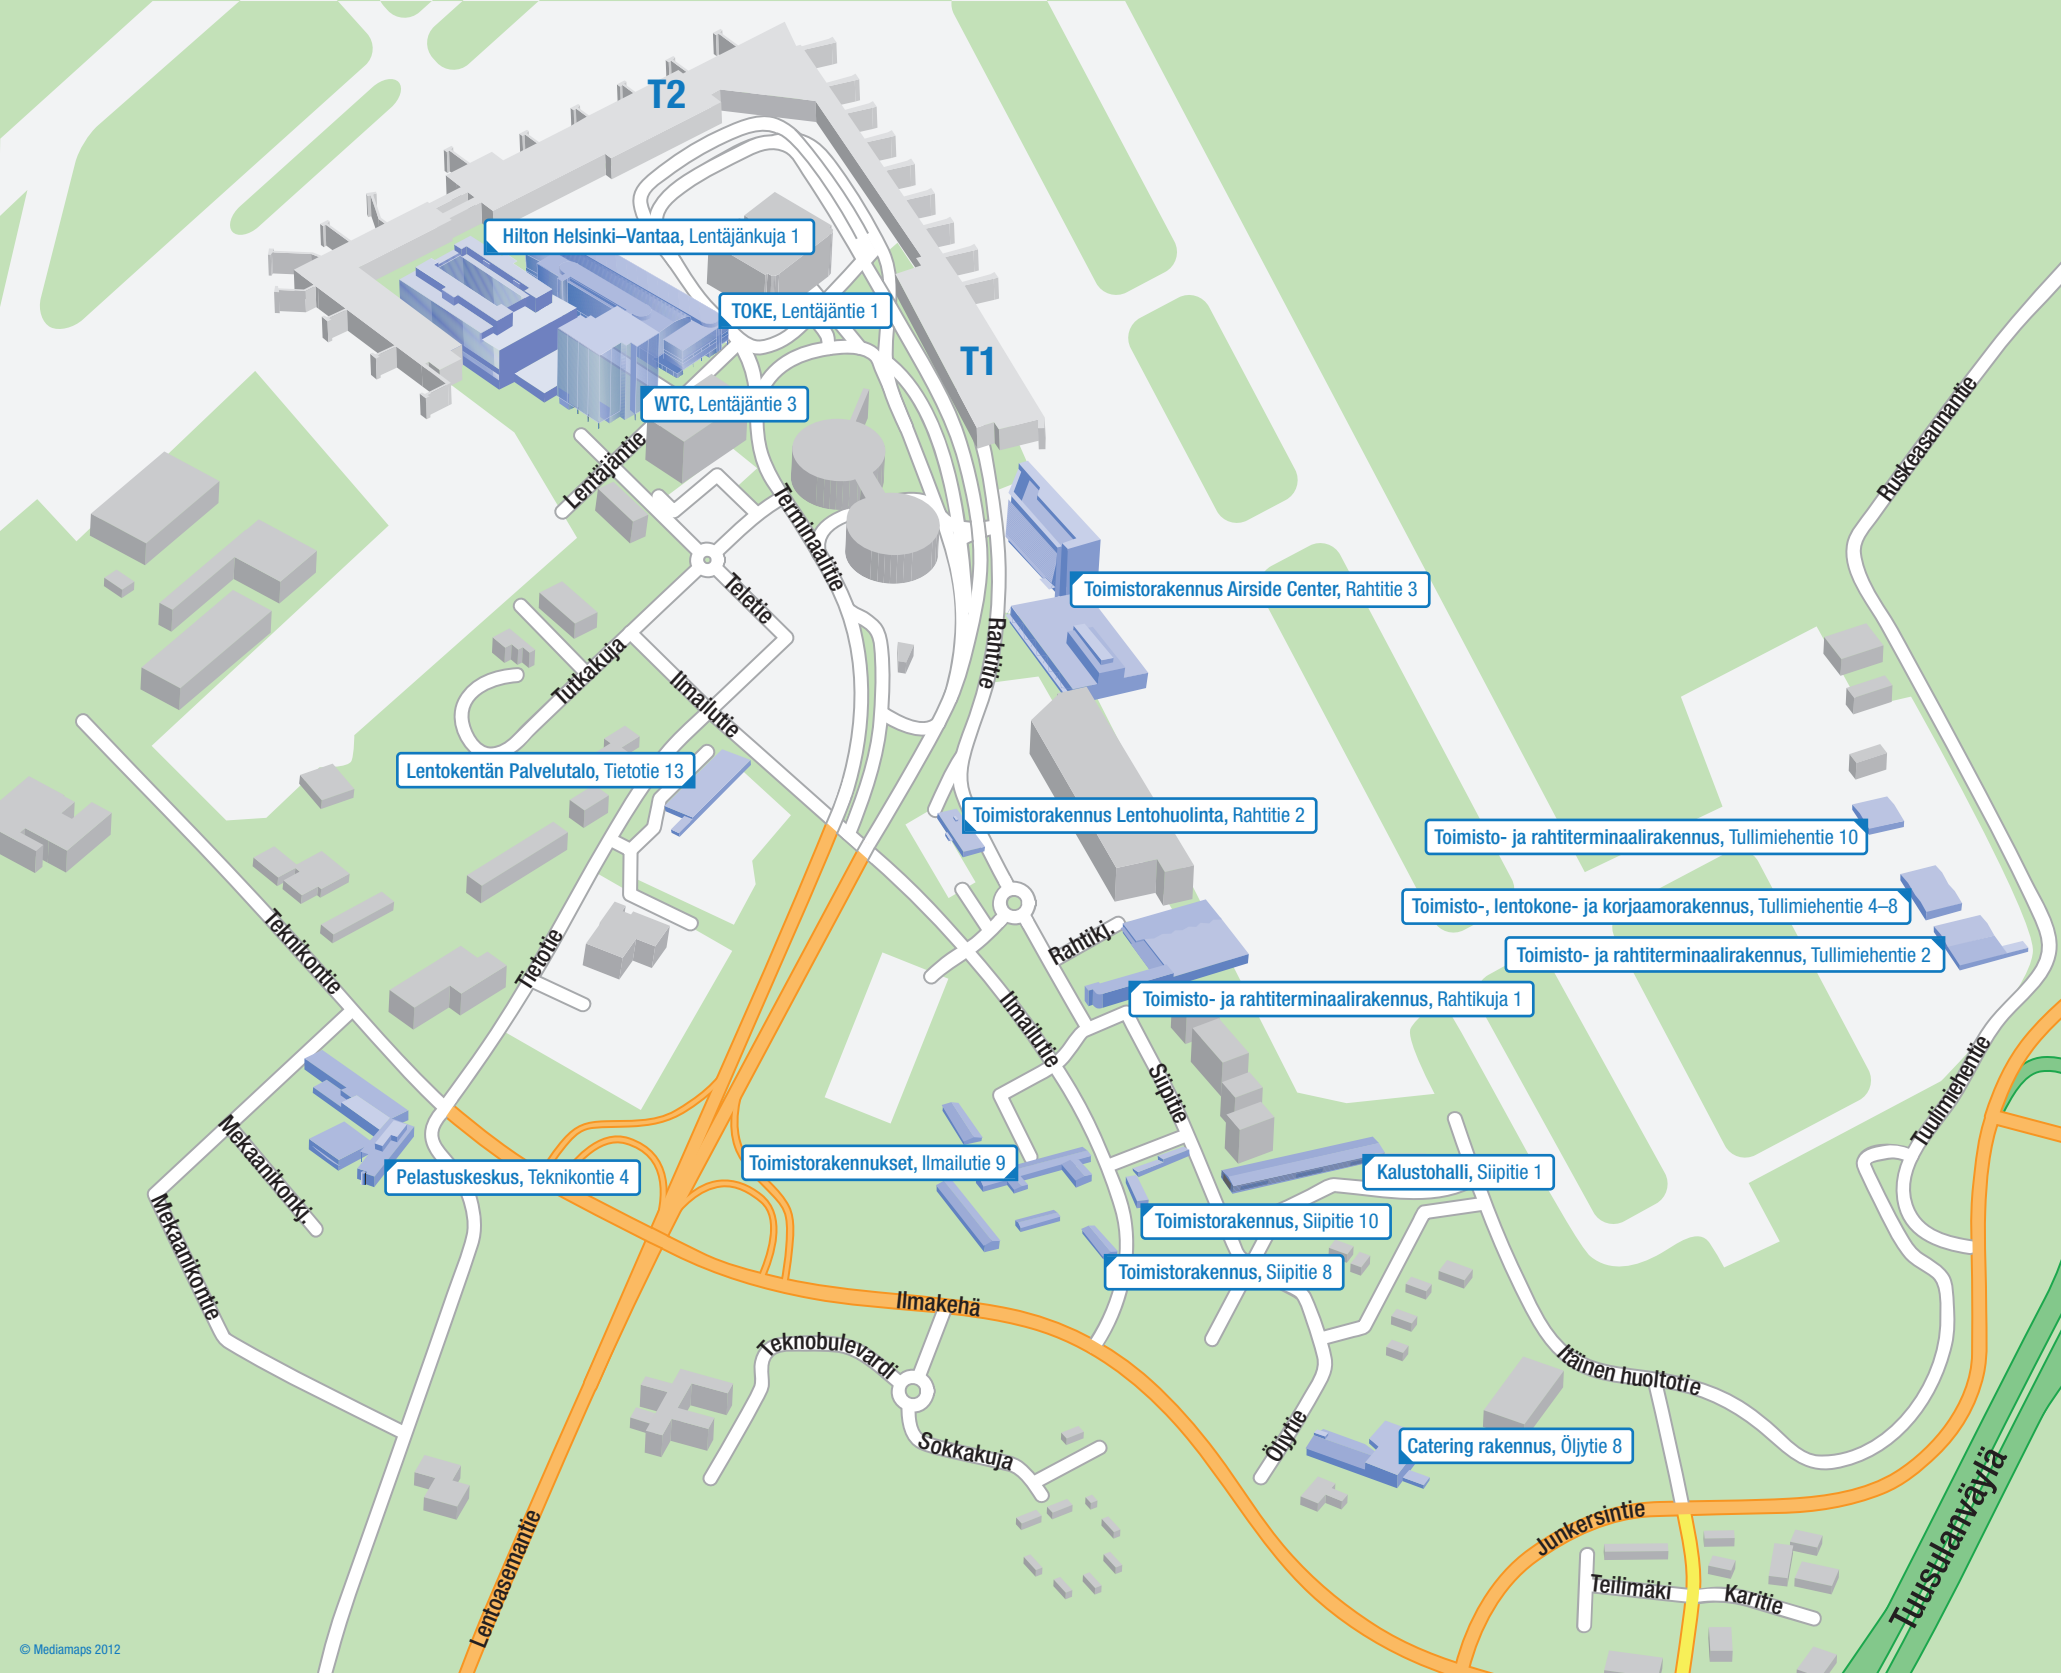 T2
Hilton Helsinki–Vantaa, Lentäjänkuja 1
TOKE, Lentäjäntie 1
T1
WTC, Lentäjäntie 3
Lentäjäntie
Ruskeasannantie
Terminaalitie
Toimistorakennus Airside Center, Rahtitie 3
Teletie
Rahtitie
Tutkakuja
Ilmailutie
Lentokentän Palvelutalo, Tietotie 13
Toimistorakennus Lentohuolinta, Rahtitie 2
Toimisto- ja rahtiterminaalirakennus, Tullimiehentie 10
Toimisto-, lentokone- ja korjaamorakennus, Tullimiehentie 4–8
Teknikontie
Tietotie
Rahtikj.
Toimisto- ja rahtiterminaalirakennus, Tullimiehentie 2
Toimisto- ja rahtiterminaalirakennus, Rahtikuja 1
Ilmailutie
Siipitie
Tuulimiehentie
Mekaanikonkj.
Pelastuskeskus, Teknikontie 4
Toimistorakennukset, Ilmailutie 9
Kalustohalli, Siipitie 1
Toimistorakennus, Siipitie 10
Mekaanikontie
Toimistorakennus, Siipitie 8
Ilmakehä
Teknobulevardi
Itäinen huoltotie
Öljytie
Sokkakuja
Catering rakennus, Öljytie 8
Junkersintie
Tuusulanväylä
Lentoasemantie
Teilimäki
Karitie
© Mediamaps 2012